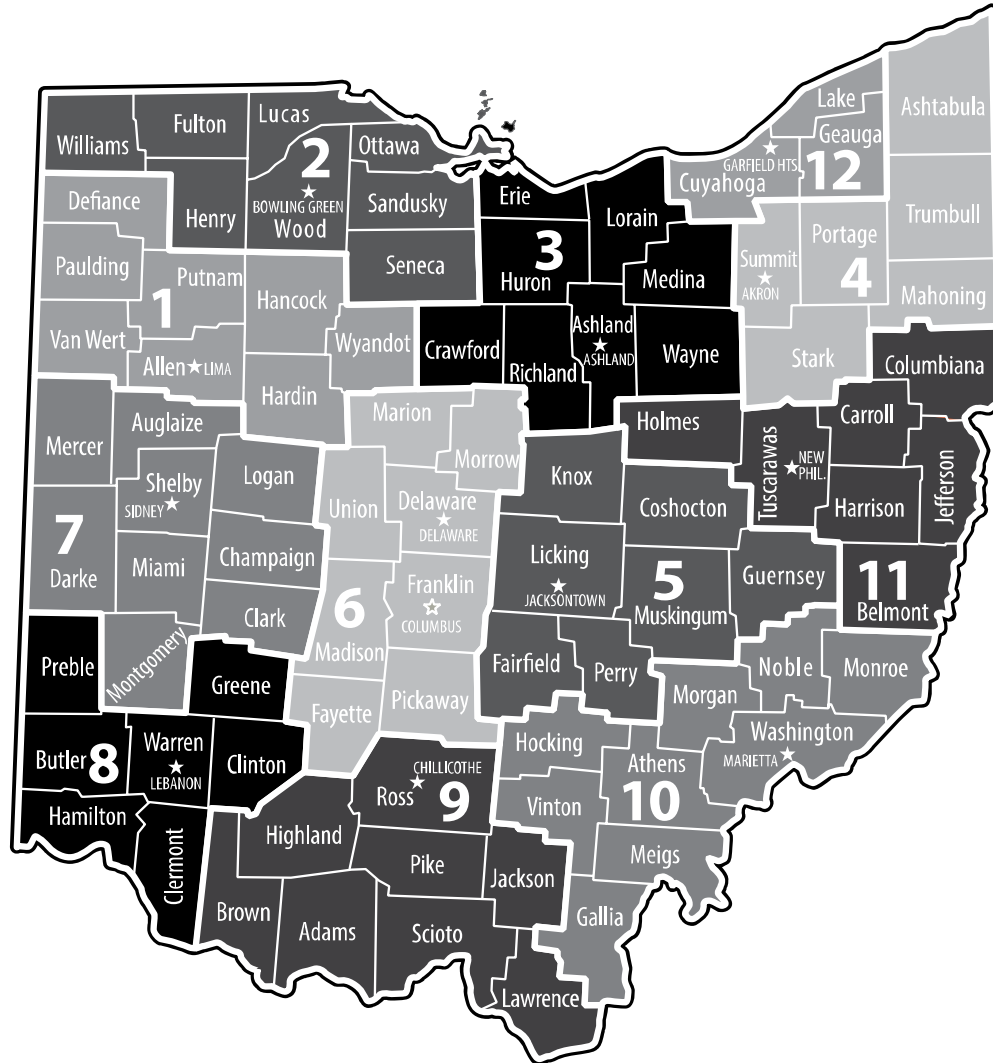 Lake
Ashtabula
Lucas
Fulton
Williams
Ottawa
Geauga
2
GARFIELD HTS.
Cuyahoga
12
Defiance
Henry
BOWLING GREEN
Wood
Sandusky
Erie
Lorain
Trumbull
Portage
Summit
AKRON
4
Paulding
Putnam
1
Hancock
Seneca
3
Huron
Medina
Mahoning
Van Wert
Allen
LIMA
Wyandot
Crawford
Richland
Ashland
ASHLAND
Wayne
Stark
Columbiana
Hardin
Mercer
Auglaize
Marion
Morrow
Holmes
Carroll
Tuscarawas
NEW
PHIL.
Jefferson
Shelby
SIDNEY
Logan
Union
Delaware
DELAWARE
Knox
Coshocton
Harrison
7
Darke
Miami
Champaign
Clark
6
Madison
Franklin
COLUMBUS
Licking
JACKSONTOWN
5
Muskingum
Guernsey
11
Belmont
Preble
Montgomery
Greene
Fayette
Pickaway
Fairfield
Perry
Morgan
Noble
Monroe
Butler
8
Warren
LEBANON
Clinton
CHILLICOTHE
Ross
9
Hocking
Athens
10
Washington
MARIETTA
Hamilton
Clermont
Highland
Pike
Jackson
Vinton
Meigs
Brown
Adams
Scioto
Gallia
Lawrence